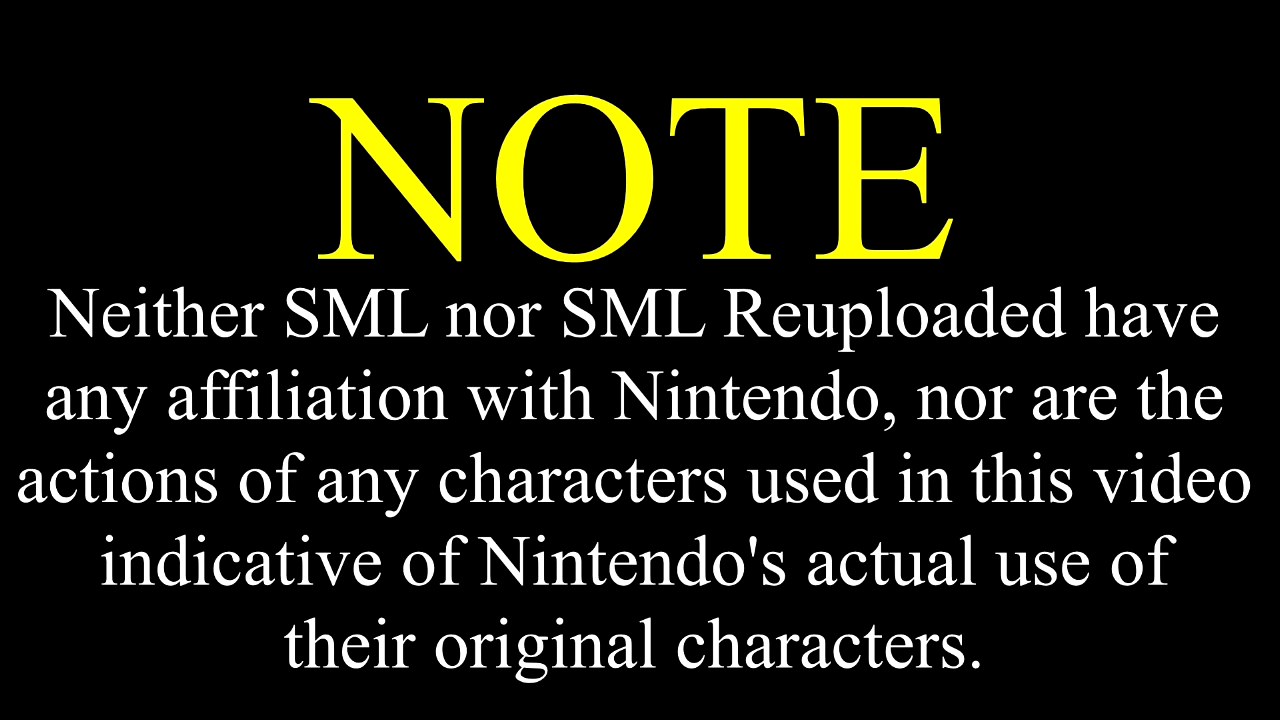 NOTE
Neither SML nor SML Reuploaded have
any affiliation with Nintendo, nor are the
actions of any characters used in this video
indicative of Nintendo's actual use of
their original characters.